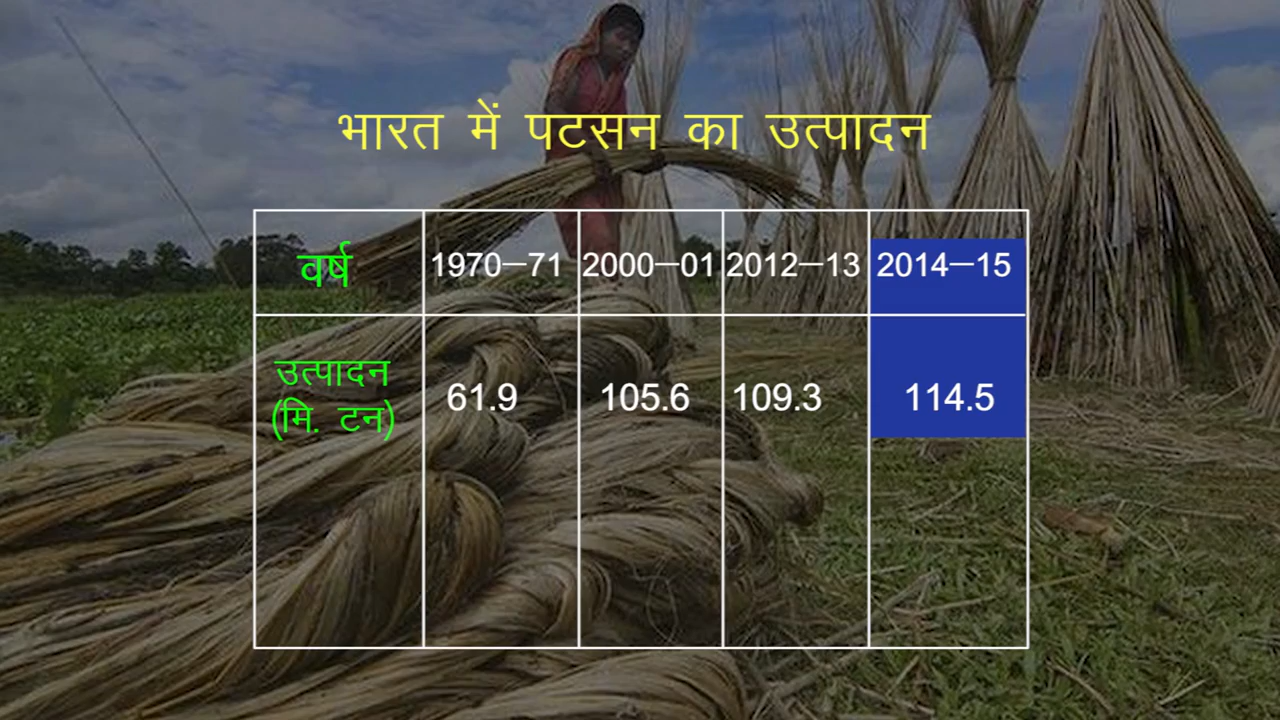 भारत में पटसन का उत्पादन
वर्ष 1970–71 2000–01 2012–13 2014–15
उत्पादन
(मि. टन) 61.9 105.6 109.3 114.5